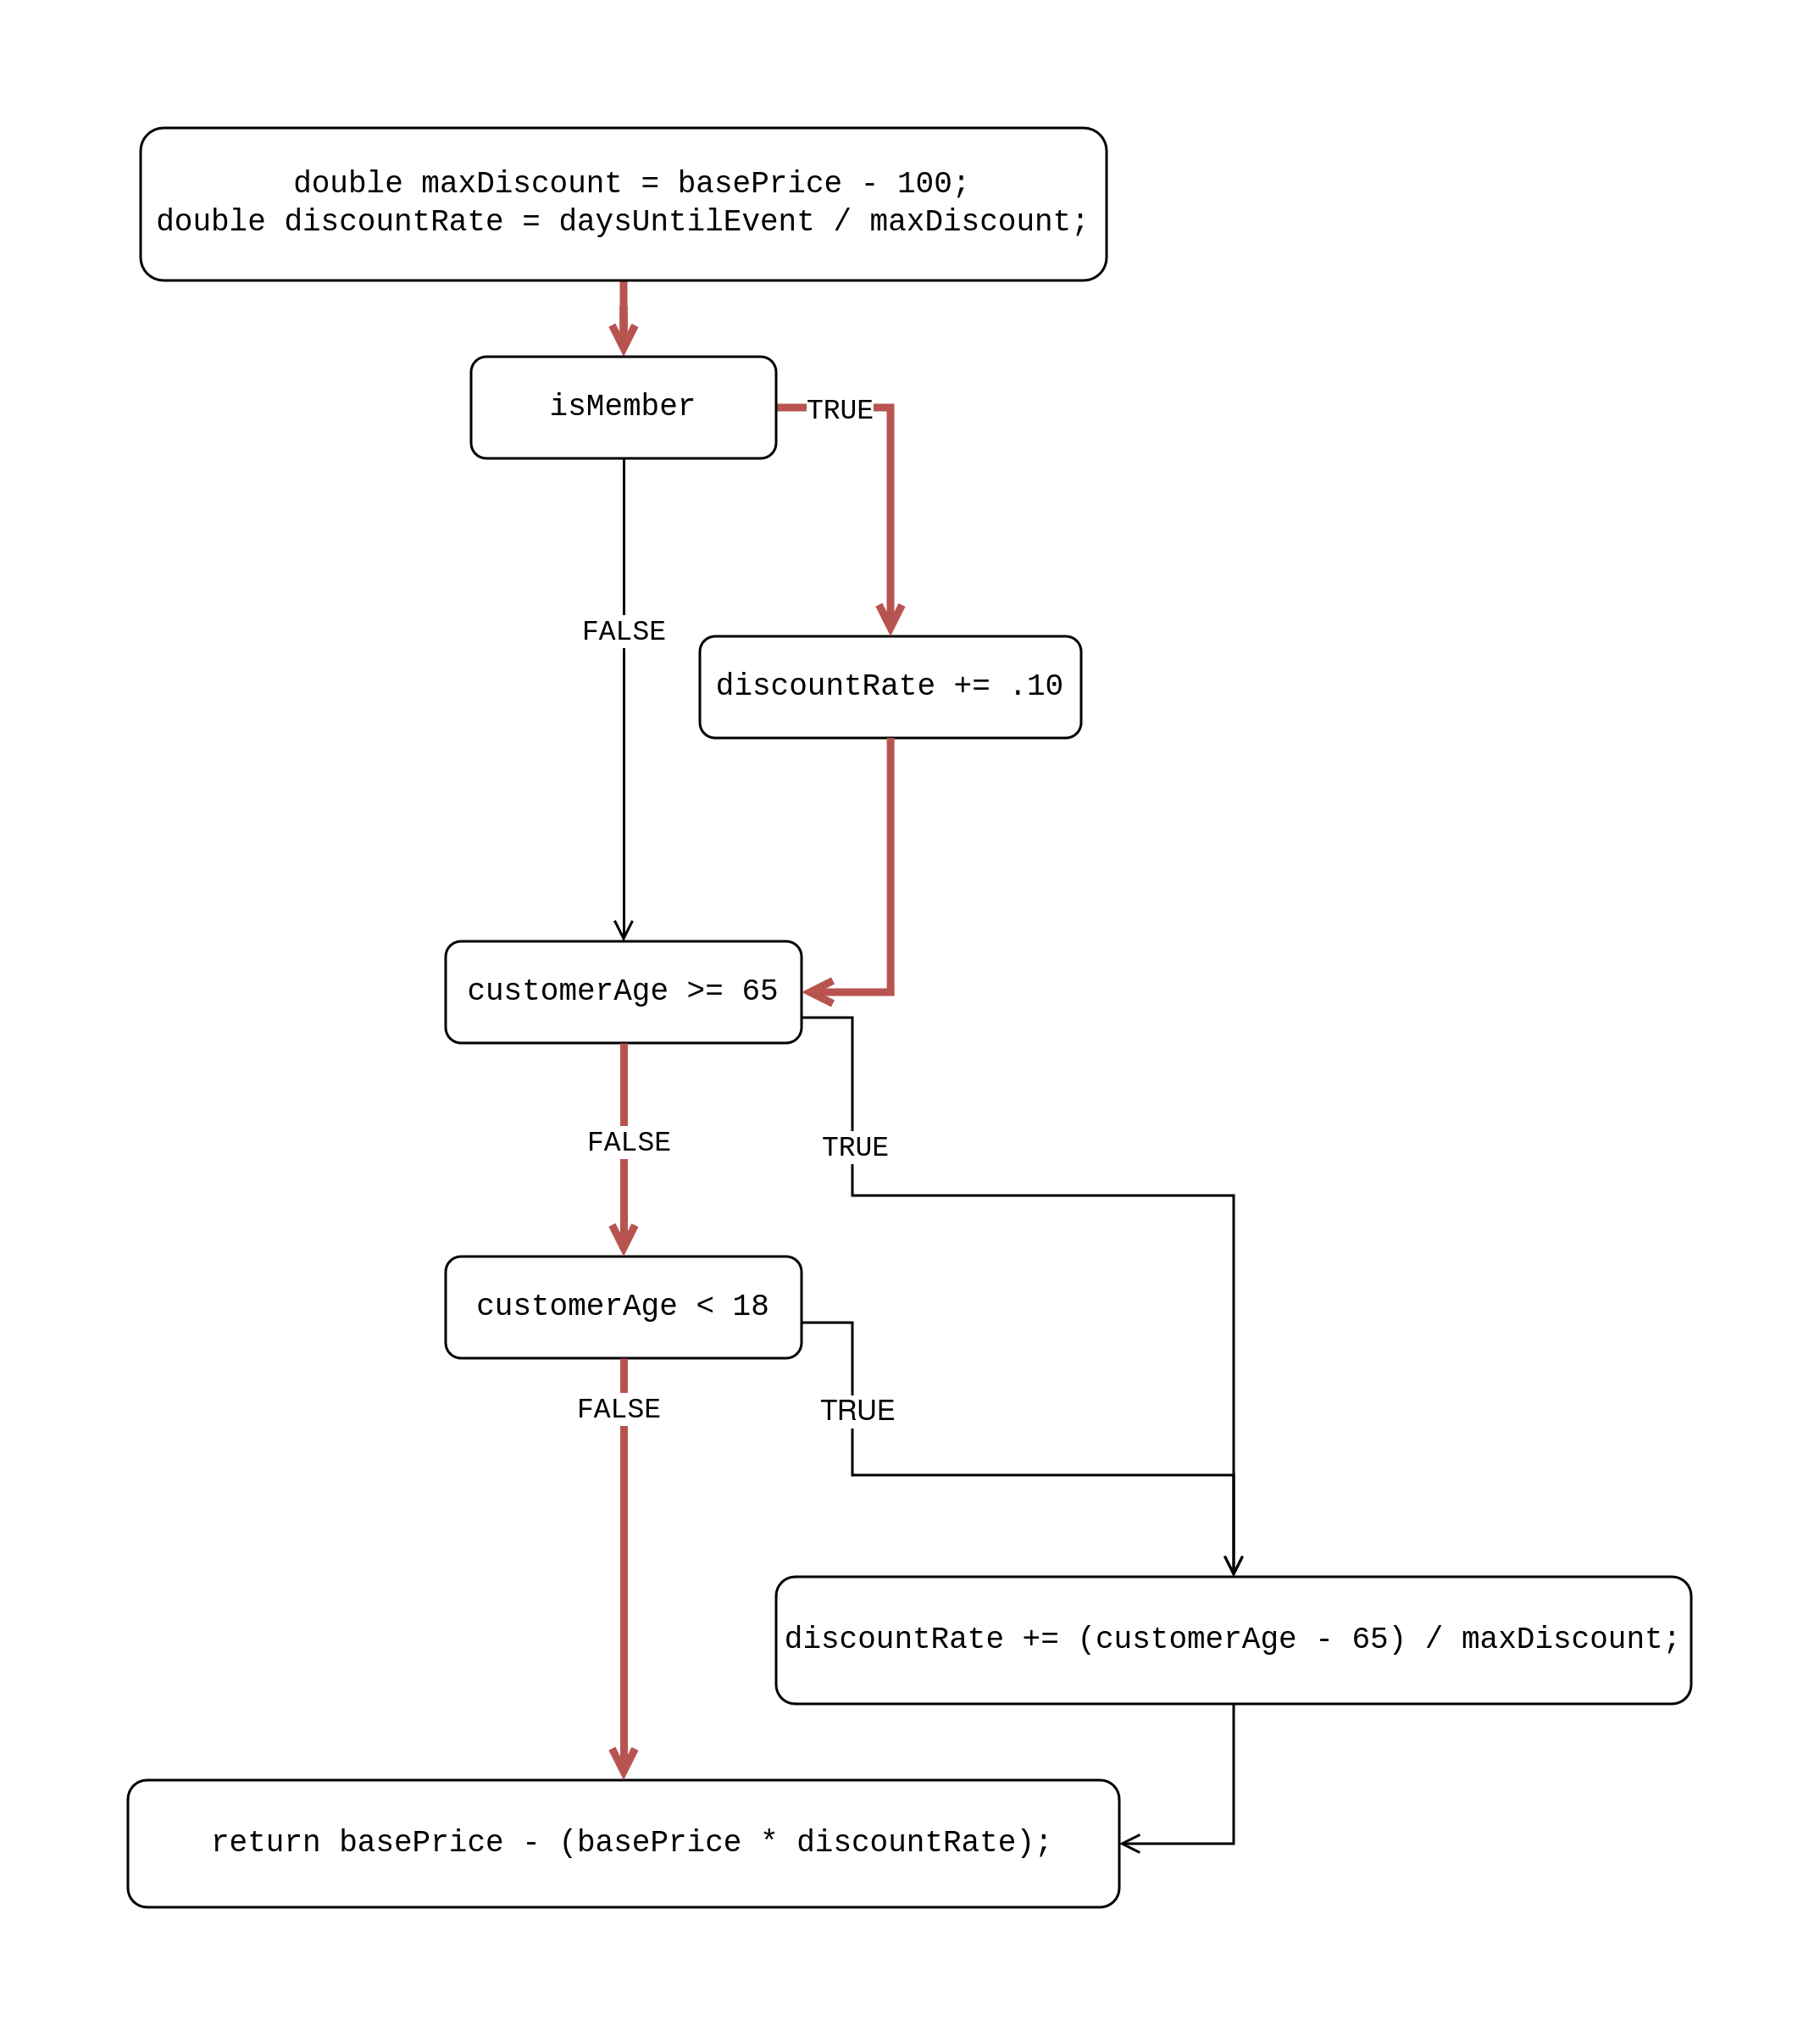 double maxDiscount = basePrice - 100;
double discountRate = daysUntilEvent / maxDiscount;
isMember
TRUE
FALSE
discountRate += .10
customerAge >= 65
FALSE
TRUE
customerAge < 18
FALSE
TRUE
discountRate += (customerAge - 65) / maxDiscount;
return basePrice - (basePrice * discountRate);